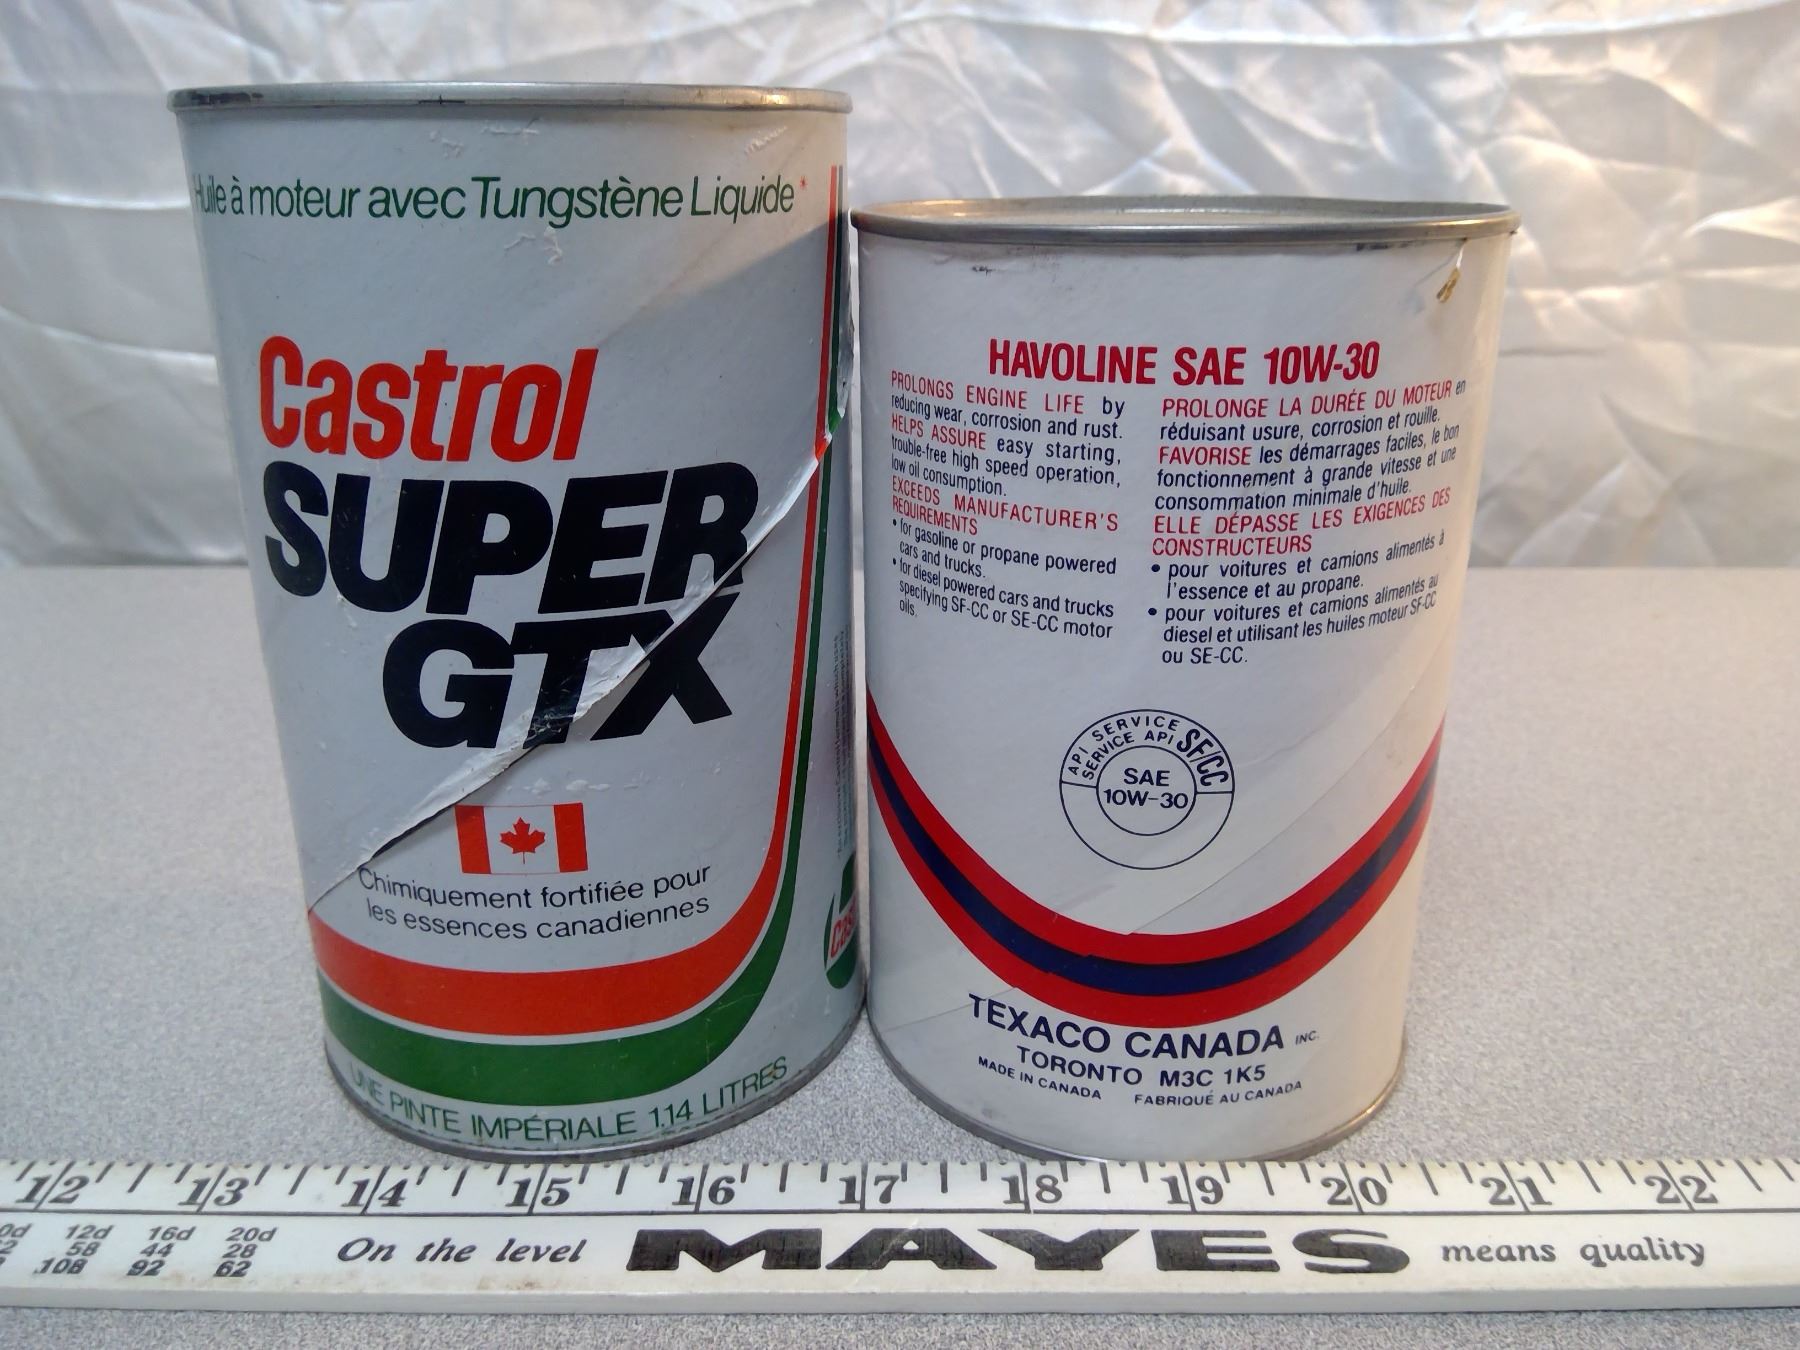 Huile à moteur avec Tungstène Liquide*
Castrol
SUPER
GTX
Chimiquement fortifiée pour
les essences canadiennes
UNE PINTE IMPÉRIALE 1.14 LITRES
HAVOLINE SAE 10W-30
PROLONGS ENGINE LIFE by
reducing wear, corrosion and rust.
HELPS ASSURE easy starting,
trouble-free high speed operation,
low oil consumption.
EXCEEDS MANUFACTURER'S
REQUIREMENTS
• for gasoline or propane powered
cars and trucks.
• for diesel powered cars and trucks
specifying SF-CC or SE-CC motor
oils.
PROLONGE LA DURÉE DU MOTEUR en
réduisant usure, corrosion et rouille.
FAVORISE les démarrages faciles, le bon
fonctionnement à grande vitesse et une
consommation minimale d'huile.
ELLE DÉPASSE LES EXIGENCES DES
CONSTRUCTEURS
• pour voitures et camions alimentés à
l'essence et au propane.
• pour voitures et camions alimentés au
diesel et utilisant les huiles moteur SF-CC
ou SE-CC.
API SERVICE SF/CC
SERVICE API
SAE
10W-30
TEXACO CANADA INC.
TORONTO M3C 1K5
MADE IN CANADA FABRIQUÉ AU CANADA
12 13 14 15 16 17 18 19 20 21 22
12d 16d 20d
58 44 28
108 92 62
On the level MAYES means quality